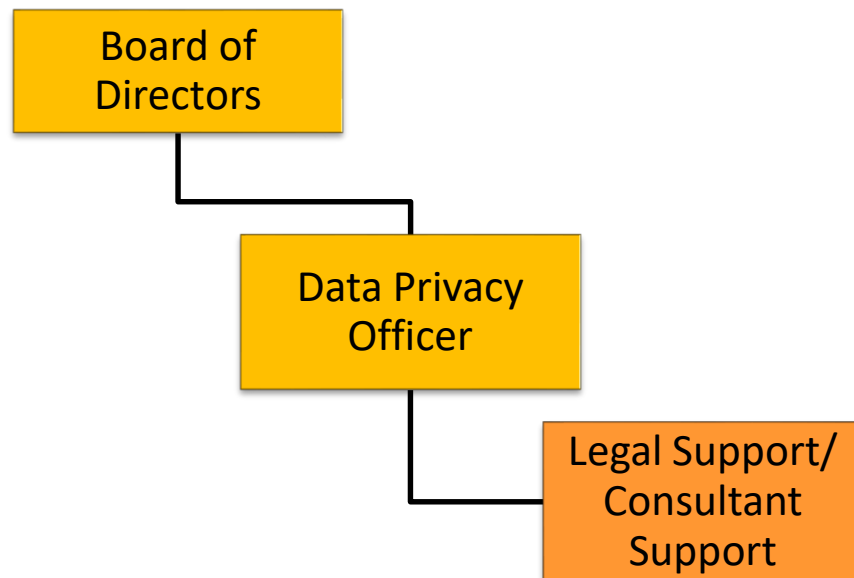 Board of
Directors
Data Privacy
Officer
Legal Support/
Consultant
Support